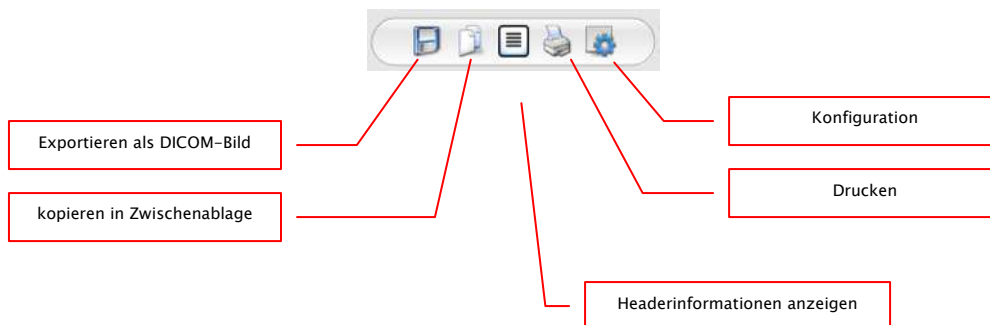 Konfiguration
Exportieren als DICOM-Bild
Drucken
kopieren in Zwischenablage
Headerinformationen anzeigen